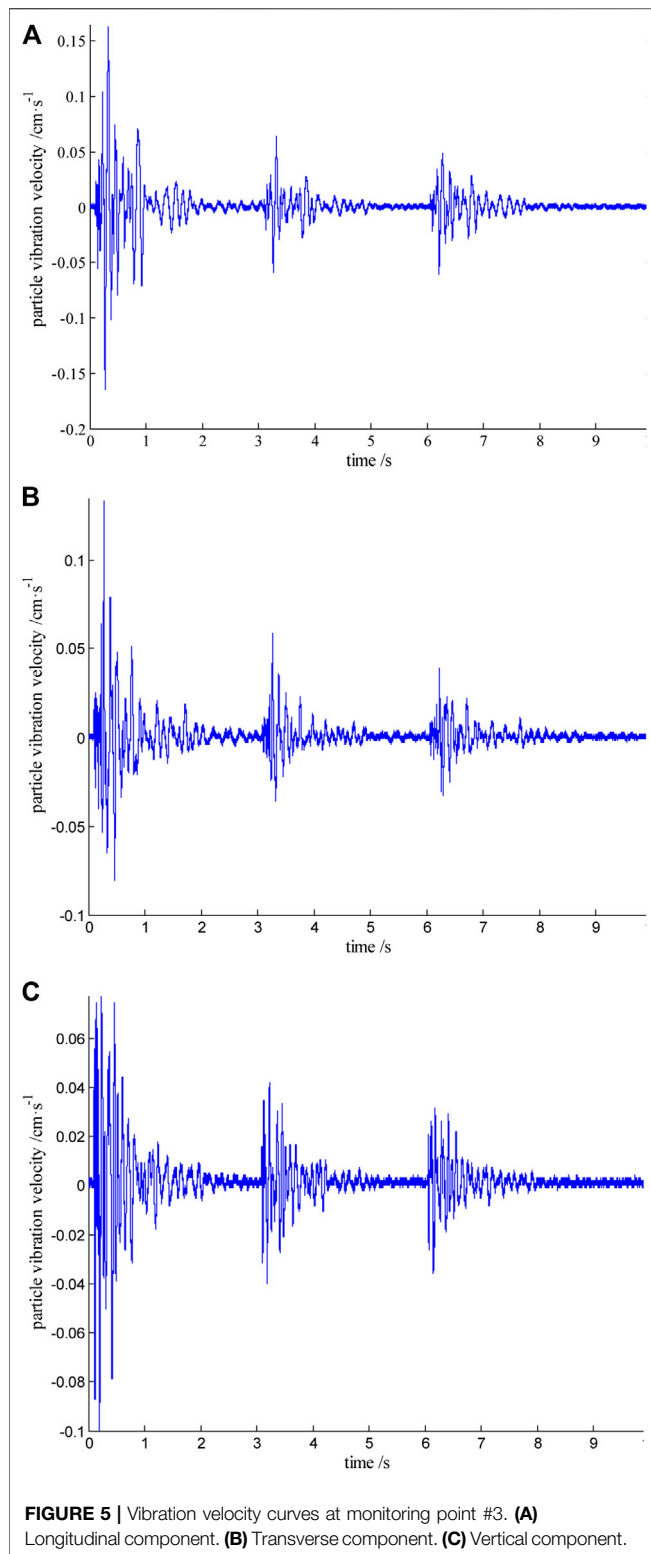 A
particle vibration velocity /cm·s⁻¹
0.15
0.1
0.05
0
-0.05
-0.1
-0.15
-0.2
0 1 2 3 4 5 6 7 8 9
time /s
B
particle vibration velocity /cm·s⁻¹
0.1
0.05
0
-0.05
-0.1
0 1 2 3 4 5 6 7 8 9
time /s
C
particle vibration velocity /cm·s⁻¹
0.06
0.04
0.02
0
-0.02
-0.04
-0.06
-0.08
-0.1
0 1 2 3 4 5 6 7 8 9
time /s
FIGURE 5 | Vibration velocity curves at monitoring point #3. (A)
Longitudinal component. (B) Transverse component. (C) Vertical component.